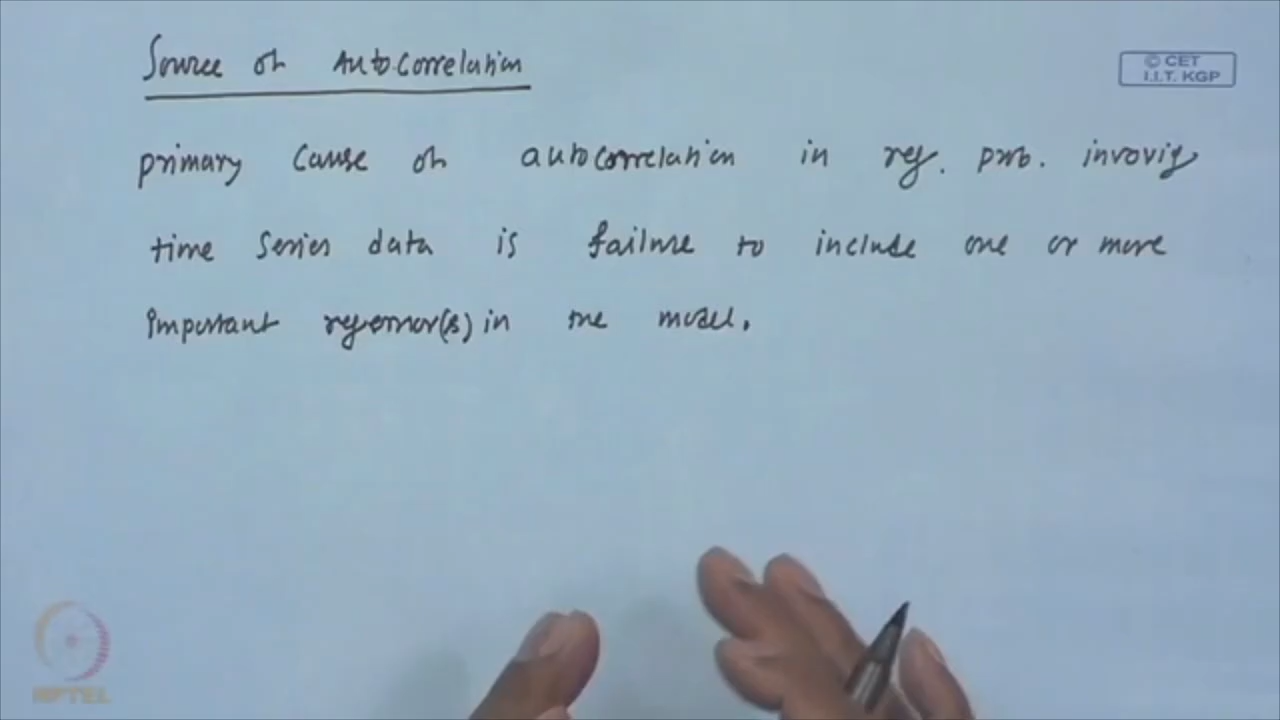 Source of Autocorrelation
© CET
I.I.T. KGP
primary cause of autocorrelation in reg. prob. invovig
time series data is failure to include one or more
important regressor(s) in the model.
NPTEL